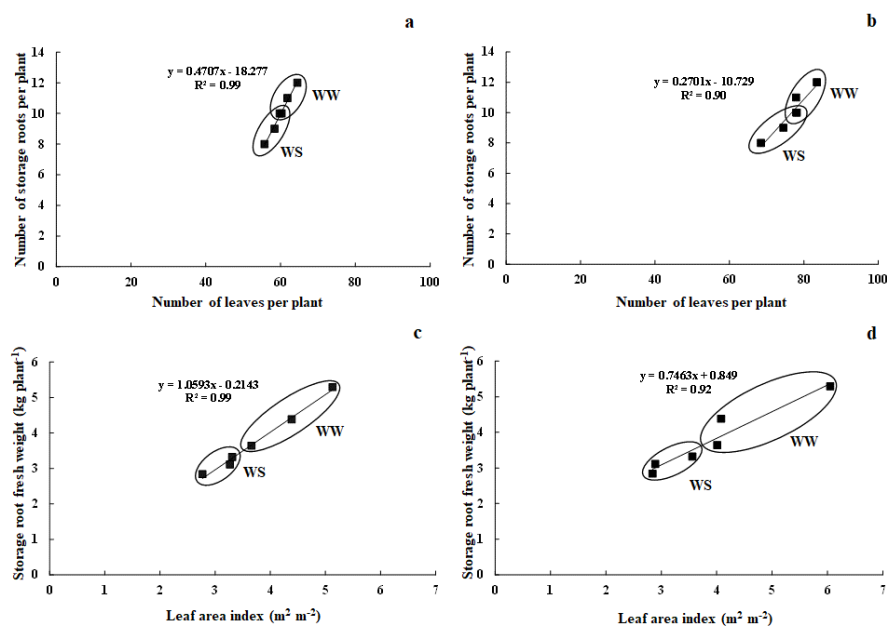 a
Number of storage roots per plant
14
12
10
8
6
4
2
0
y = 0.4707x - 18.277
R² = 0.99
WW
WS
0 20 40 60 80 100
Number of leaves per plant
b
Number of storage roots per plant
14
12
10
8
6
4
2
0
y = 0.2701x - 10.729
R² = 0.90
WW
WS
0 20 40 60 80 100
Number of leaves per plant
c
Storage root fresh weight (kg plant⁻¹)
6
5
4
3
2
1
0
y = 1.0593x - 0.2143
R² = 0.99
WW
WS
0 1 2 3 4 5 6 7
Leaf area index (m² m⁻²)
d
Storage root fresh weight (kg plant⁻¹)
6
5
4
3
2
1
0
y = 0.7463x + 0.849
R² = 0.92
WW
WS
0 1 2 3 4 5 6 7
Leaf area index (m² m⁻²)